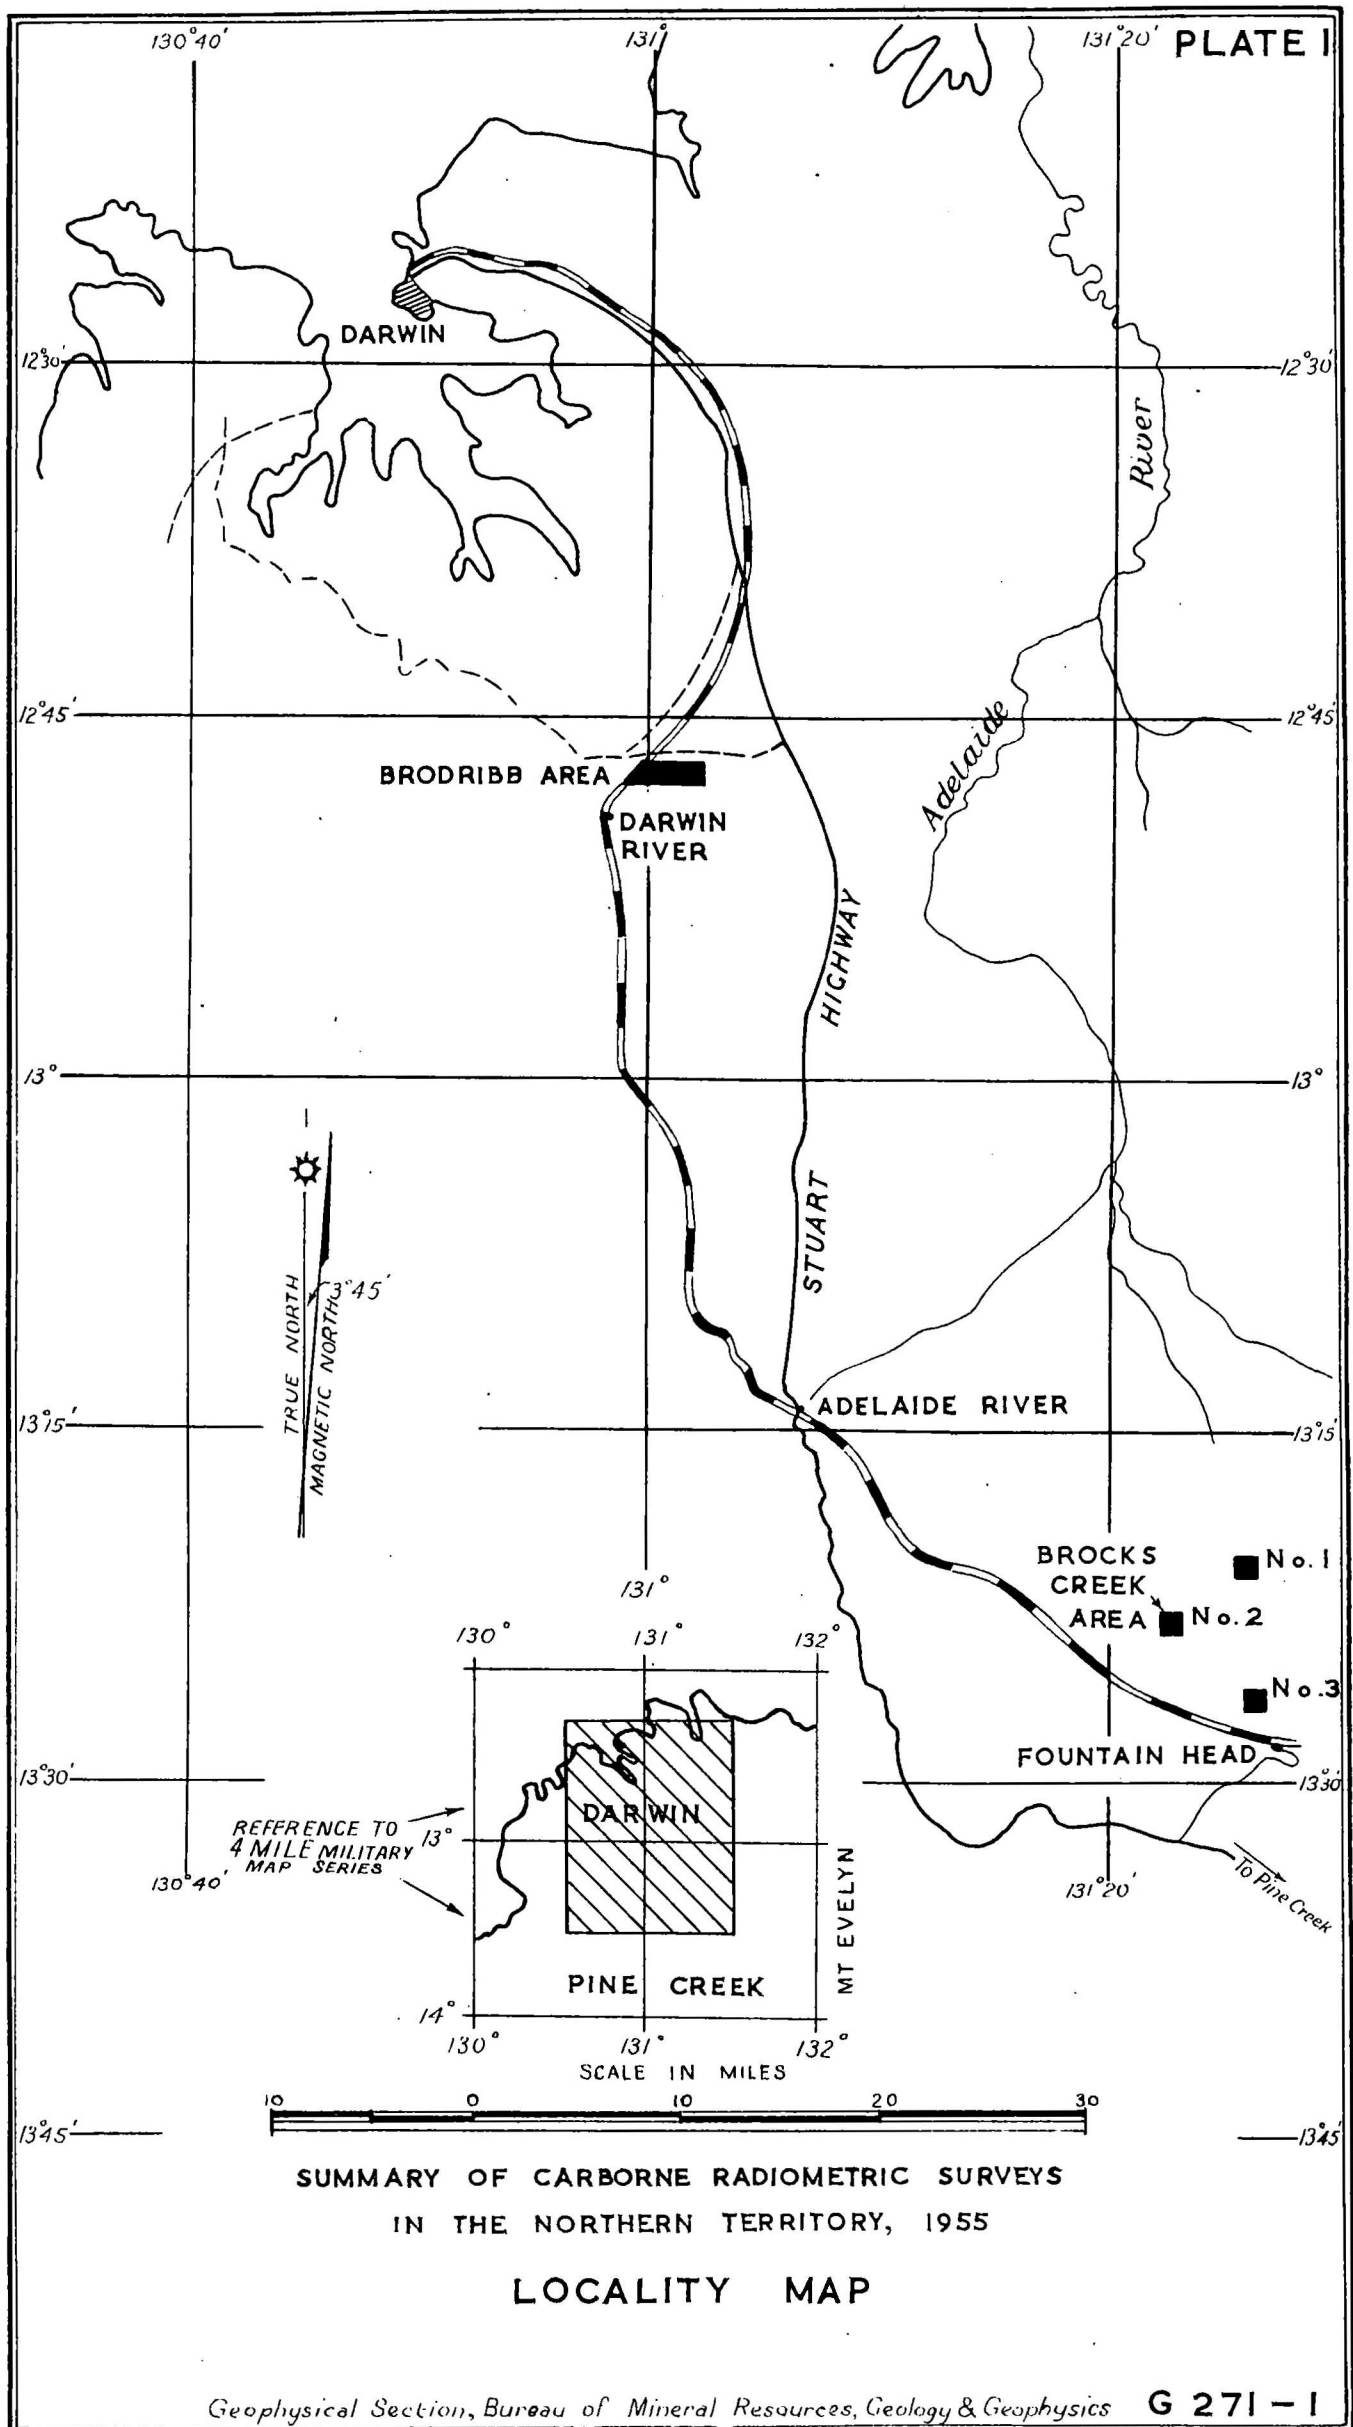 130°40'
131°
131°20'
PLATE 1
DARWIN
12°30'
12°30'
River
12°45'
12°45'
Adelaide
BRODRIBB AREA
DARWIN
RIVER
HIGHWAY
13°
13°
STUART
TRUE NORTH
MAGNETIC NORTH
3°45'
ADELAIDE RIVER
13°15'
13°15'
BROCKS
CREEK
AREA
No. 1
No. 2
No. 3
131°
130°
131°
132°
FOUNTAIN HEAD
13°30'
13°30'
DARWIN
REFERENCE TO
4 MILE MILITARY
MAP SERIES
13°
130°40'
131°20'
To Pine Creek
MT EVELYN
PINE CREEK
14°
130°
131°
132°
SCALE IN MILES
10 0 10 20 30
13°45'
13°45'
SUMMARY OF CARBORNE RADIOMETRIC SURVEYS
IN THE NORTHERN TERRITORY, 1955
LOCALITY MAP
Geophysical Section, Bureau of Mineral Resources, Geology & Geophysics
G 271-1